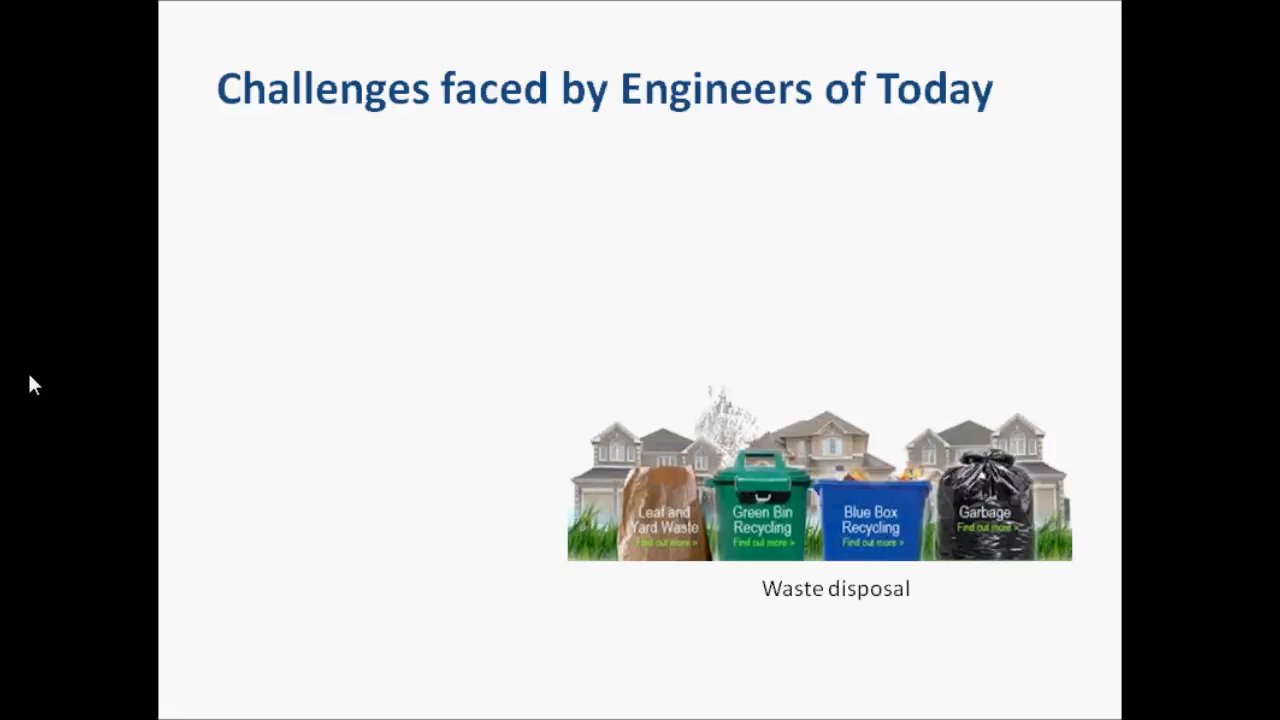 Challenges faced by Engineers of Today
Leaf and
Yard Waste
Find out more >
Green Bin
Recycling
Find out more >
Blue Box
Recycling
Find out more >
Garbage
Find out more >
Waste disposal